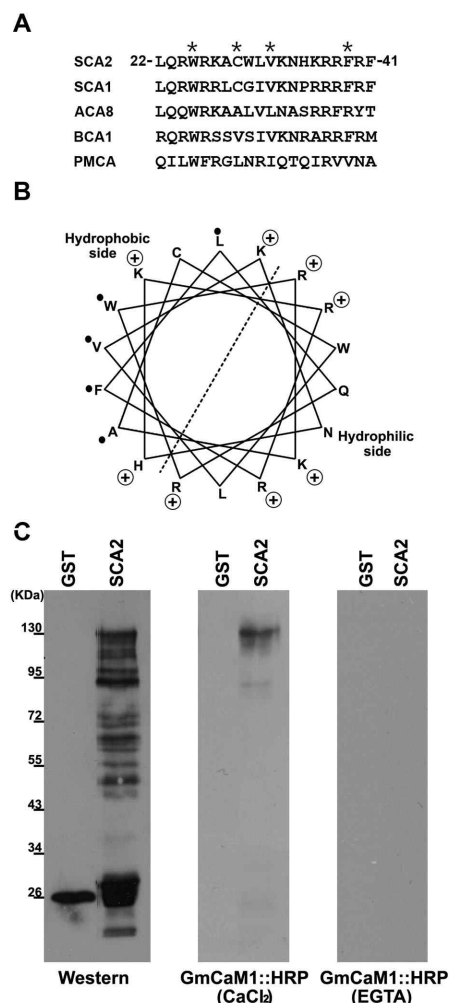 A
* * * *
SCA2 22-LQRWRKACWLVKNHKRRFRF-41
SCA1 LQRWRRLCGIVKNPRRRFRF
ACA8 LQQWRKAALVLNASRRFRYT
BCA1 RQRWRSSVSIVKNRARRFRM
PMCA QILWFRGLNRIQTQIRVVNA
B
Hydrophobic side
Hydrophilic side
L
K +
R +
R +
W
Q
N
K +
R +
L
R +
H +
A
F
V
W
K +
C
C
GST SCA2 GST SCA2 GST SCA2
(KDa)
130
95
72
55
43
34
26
Western GmCaM1::HRP (CaCl2) GmCaM1::HRP (EGTA)